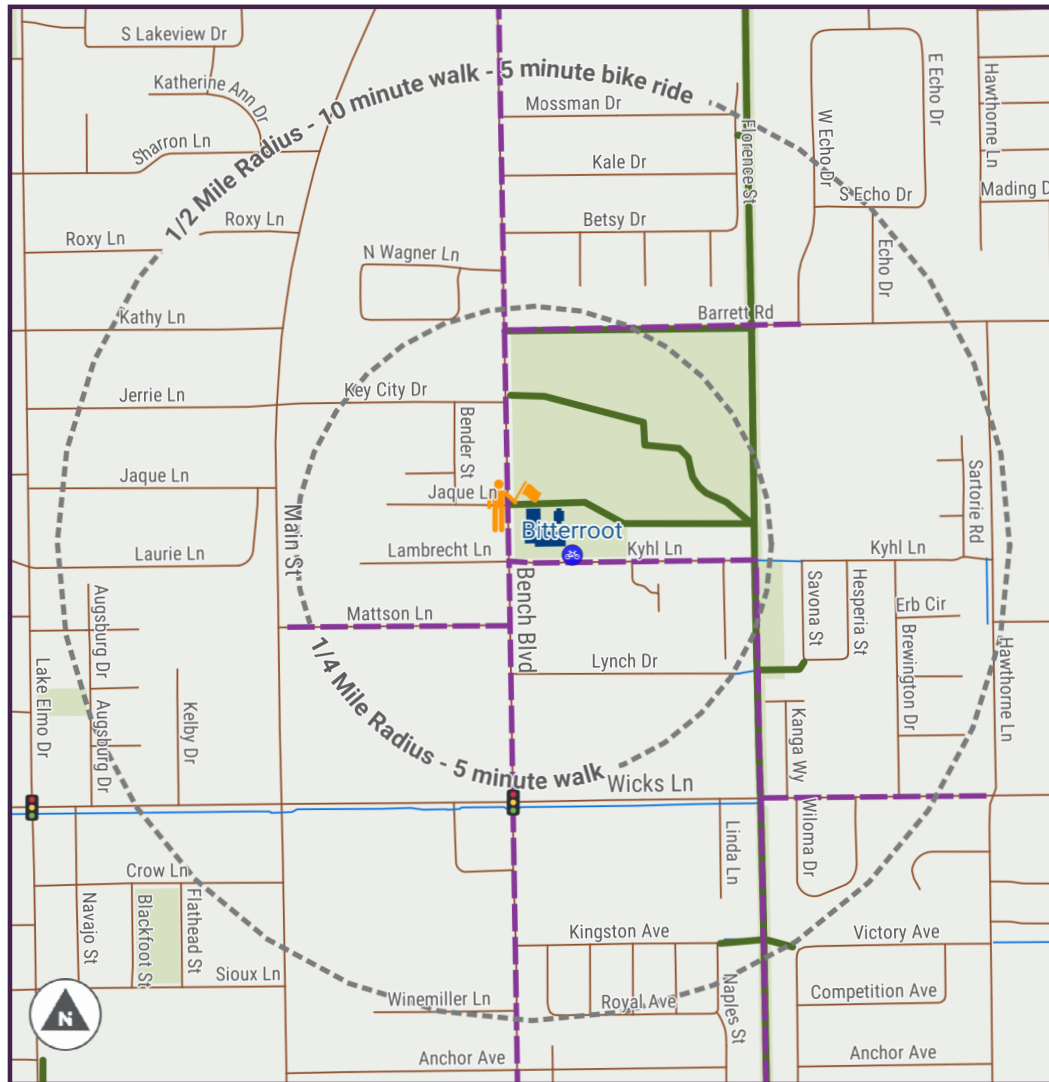 S Lakeview Dr
Katherine Ann Dr
Sharron Ln
1/2 Mile Radius - 10 minute walk - 5 minute bike ride
Mossman Dr
Florence St
W Echo Dr
E Echo Dr
Hawthorne Ln
Kale Dr
S Echo Dr
Mading D
Roxy Ln
Roxy Ln
Betsy Dr
N Wagner Ln
Echo Dr
Kathy Ln
Barrett Rd
Jerrie Ln
Key City Dr
Bender St
Jaque Ln
Jaque Ln
Sartorie Rd
Main St
Bitterroot
Laurie Ln
Lambrecht Ln
Kyhl Ln
Kyhl Ln
Bench Blvd
Savona St
Hesperia St
Augsburg Dr
Mattson Ln
Erb Cir
Brewington Dr
Hawthorne Ln
Lake Elmo Dr
1/4 Mile Radius - 5 minute walk
Lynch Dr
Augsburg Dr
Kelby Dr
Kanga Wy
Wicks Ln
Wiloma Dr
Linda Ln
Crow Ln
Navajo St
Blackfoot St
Flathead St
Kingston Ave
Victory Ave
Sioux Ln
Naples St
Winemiller Ln
Royal Ave
Competition Ave
N
Anchor Ave
Anchor Ave